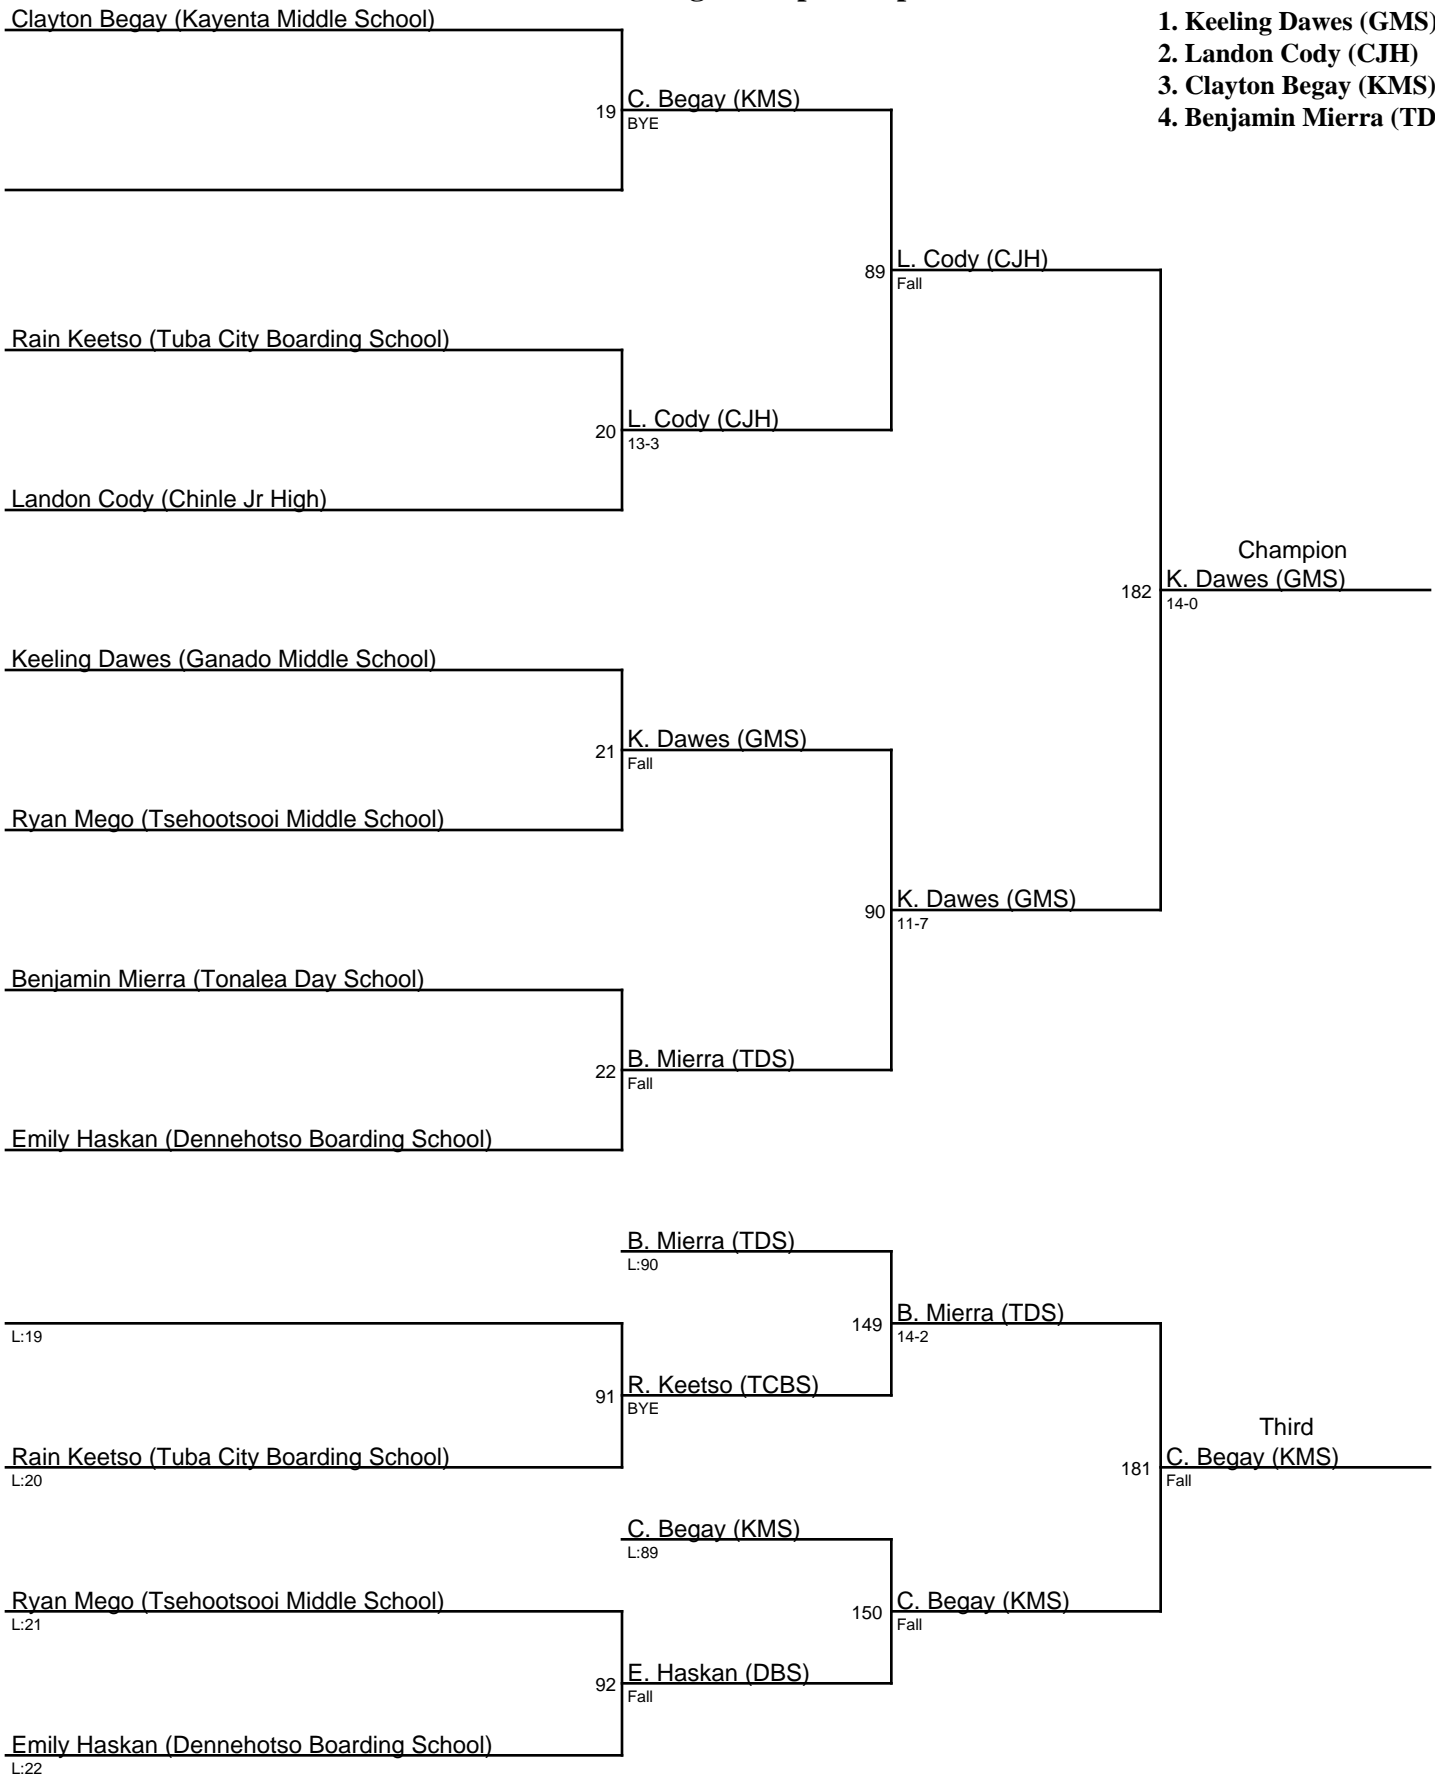 Clayton Begay (Kayenta Middle School)
1. Keeling Dawes (GMS)
2. Landon Cody (CJH)
3. Clayton Begay (KMS)
4. Benjamin Mierra (TD
19
C. Begay (KMS)
BYE
89
L. Cody (CJH)
Fall
Rain Keetso (Tuba City Boarding School)
20
L. Cody (CJH)
13-3
Landon Cody (Chinle Jr High)
Champion
182
K. Dawes (GMS)
14-0
Keeling Dawes (Ganado Middle School)
21
K. Dawes (GMS)
Fall
Ryan Mego (Tsehootsooi Middle School)
90
K. Dawes (GMS)
11-7
Benjamin Mierra (Tonalea Day School)
22
B. Mierra (TDS)
Fall
Emily Haskan (Dennehotso Boarding School)
B. Mierra (TDS)
L:90
L:19
149
B. Mierra (TDS)
14-2
91
R. Keetso (TCBS)
BYE
Rain Keetso (Tuba City Boarding School)
L:20
Third
181
C. Begay (KMS)
Fall
C. Begay (KMS)
L:89
Ryan Mego (Tsehootsooi Middle School)
L:21
150
C. Begay (KMS)
Fall
92
E. Haskan (DBS)
Fall
Emily Haskan (Dennehotso Boarding School)
L:22